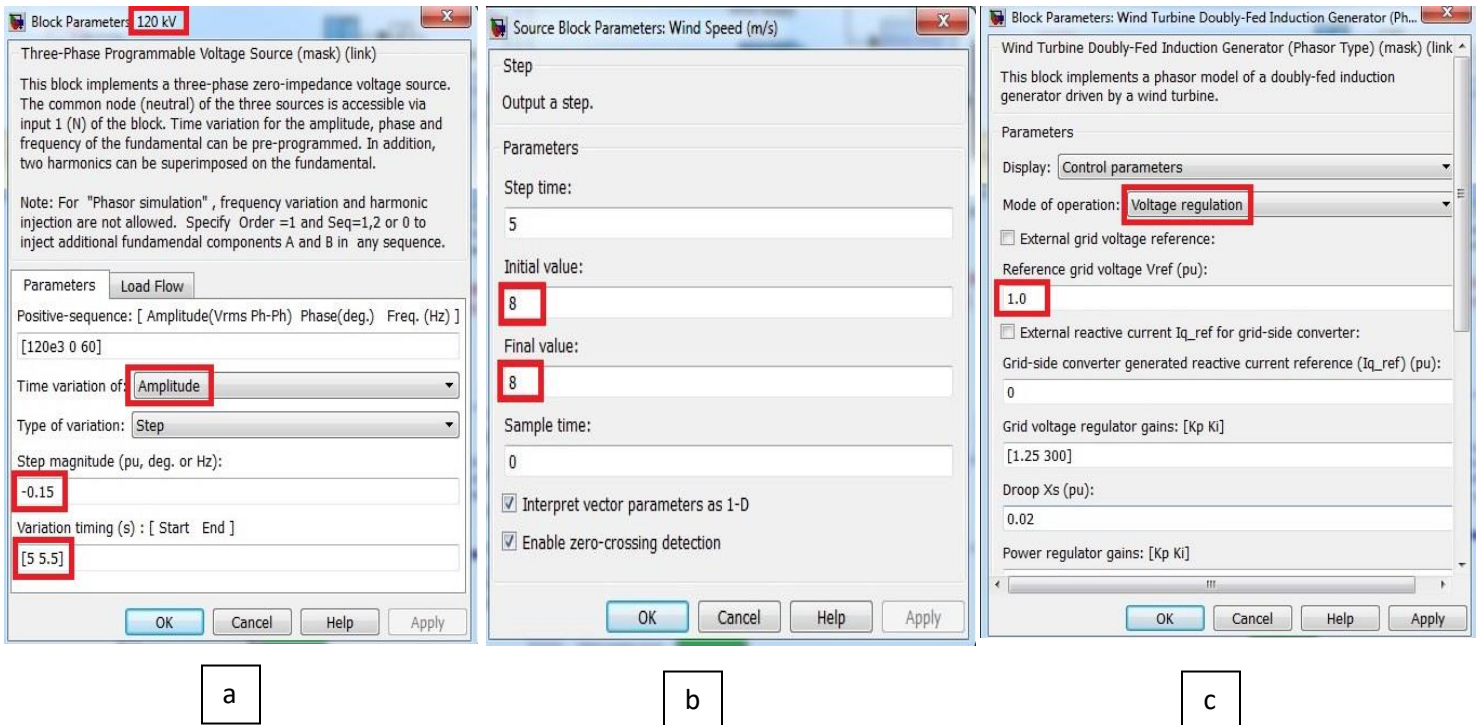 Block Parameters: 120 kV
Three-Phase Programmable Voltage Source (mask) (link)
This block implements a three-phase zero-impedance voltage source.
The common node (neutral) of the three sources is accessible via
input 1 (N) of the block. Time variation for the amplitude, phase and
frequency of the fundamental can be pre-programmed. In addition,
two harmonics can be superimposed on the fundamental.
Note: For "Phasor simulation" , frequency variation and harmonic
injection are not allowed. Specify Order =1 and Seq=1,2 or 0 to
inject additional fundamendal components A and B in any sequence.
Parameters Load Flow
Positive-sequence: [ Amplitude(Vrms Ph-Ph) Phase(deg.) Freq. (Hz) ]
[120e3 0 60]
Time variation of: Amplitude
Type of variation: Step
Step magnitude (pu, deg. or Hz):
-0.15
Variation timing (s) : [ Start End ]
[5 5.5]
OK Cancel Help Apply
a
Source Block Parameters: Wind Speed (m/s)
Step
Output a step.
Parameters
Step time:
5
Initial value:
8
Final value:
8
Sample time:
0
Interpret vector parameters as 1-D
Enable zero-crossing detection
OK Cancel Help Apply
b
Block Parameters: Wind Turbine Doubly-Fed Induction Generator (Ph...
Wind Turbine Doubly-Fed Induction Generator (Phasor Type) (mask) (link
This block implements a phasor model of a doubly-fed induction
generator driven by a wind turbine.
Parameters
Display: Control parameters
Mode of operation: Voltage regulation
External grid voltage reference:
Reference grid voltage Vref (pu):
1.0
External reactive current Iq_ref for grid-side converter:
Grid-side converter generated reactive current reference (Iq_ref) (pu):
0
Grid voltage regulator gains: [Kp Ki]
[1.25 300]
Droop Xs (pu):
0.02
Power regulator gains: [Kp Ki]
OK Cancel Help Apply
c